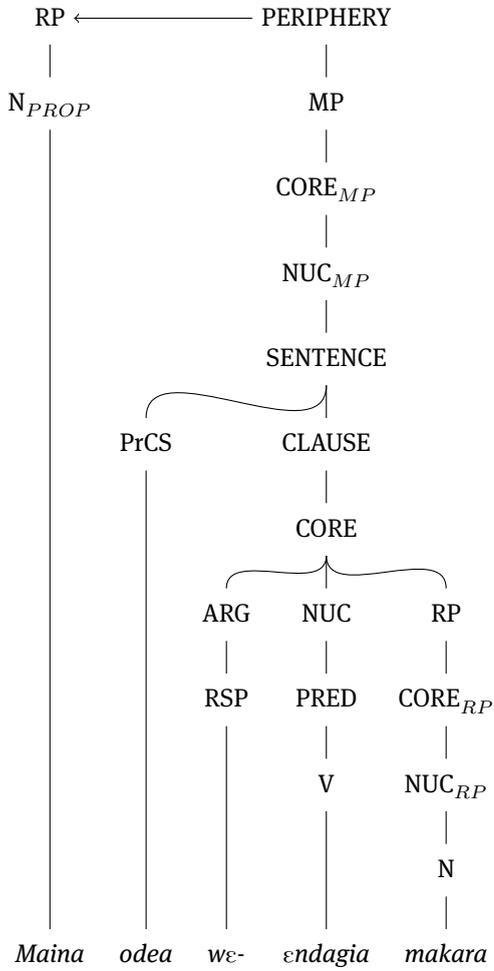 RP PERIPHERY
N_PROP MP
CORE_MP
NUC_MP
SENTENCE
PrCS CLAUSE
CORE
ARG NUC RP
RSP PRED CORE_RP
V NUC_RP
N
Maina odea wɛ- ɛndagia makara